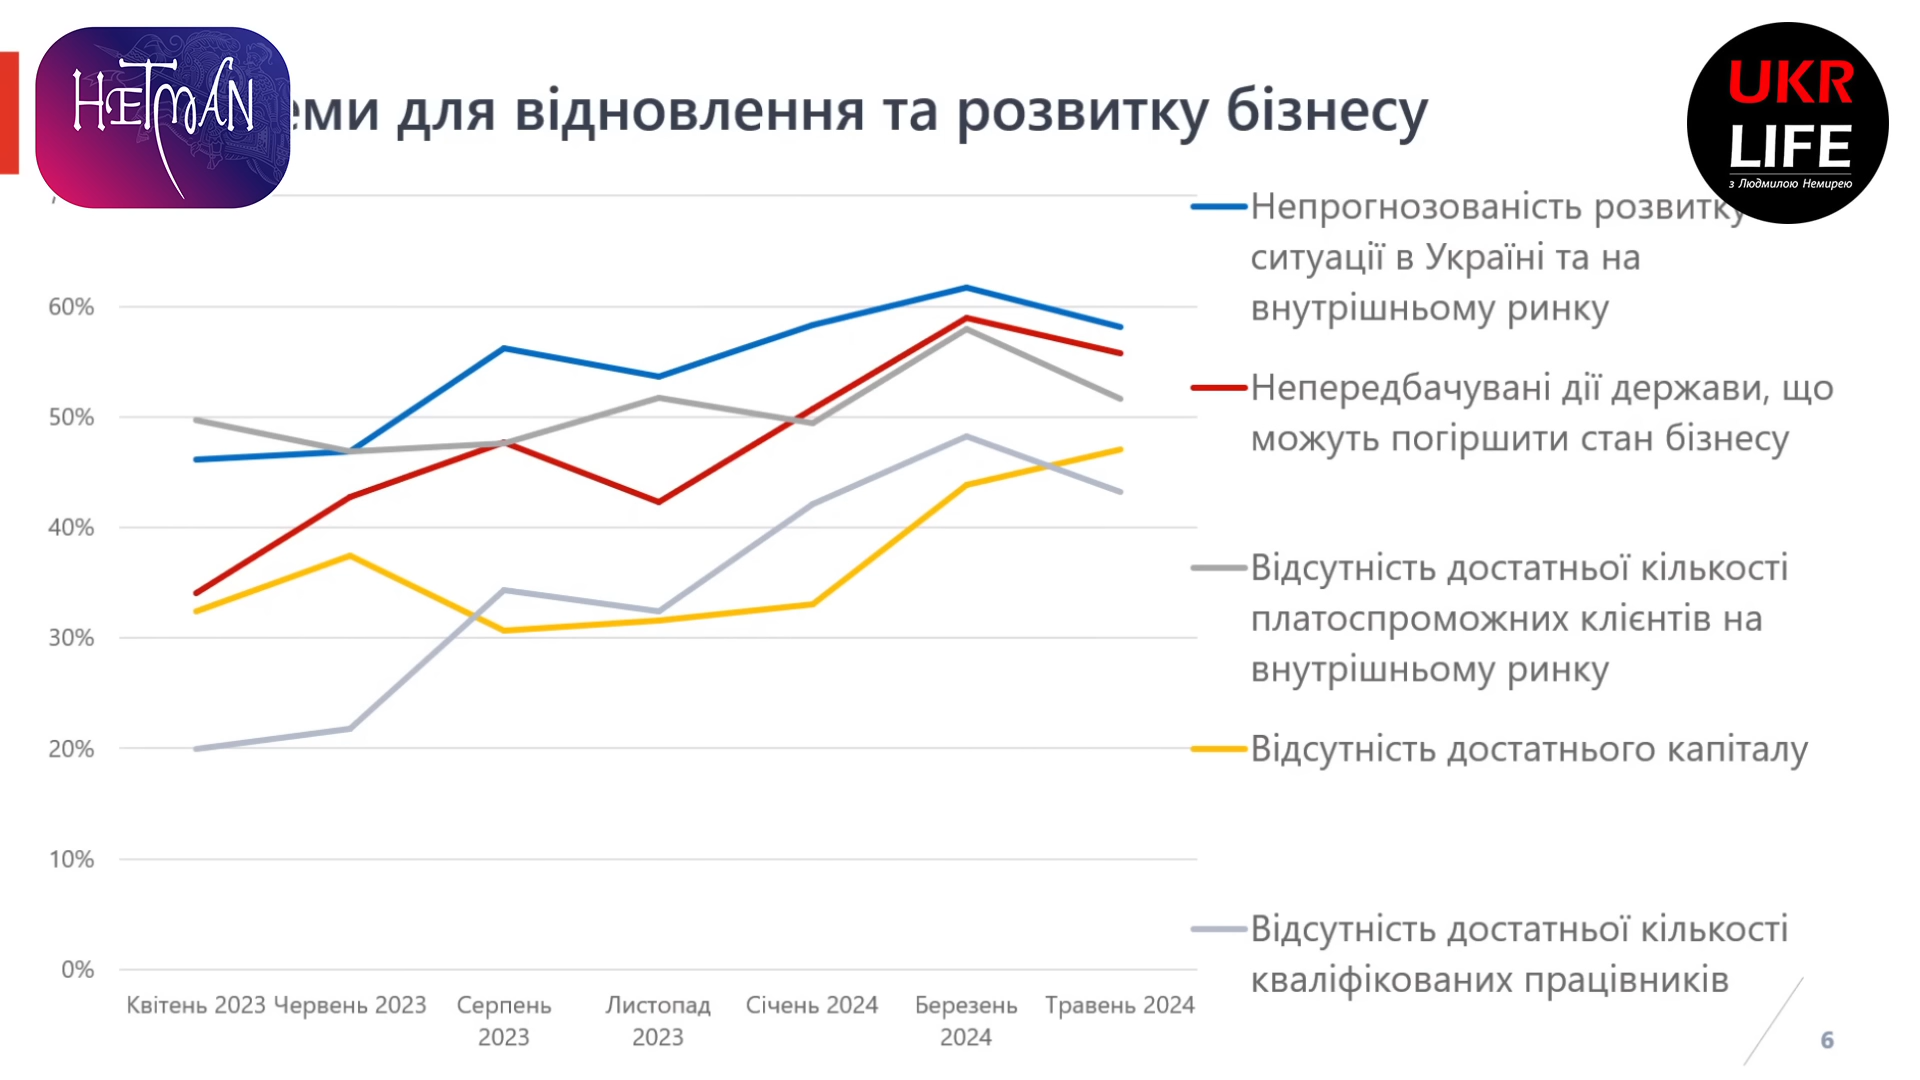 HETMAN
UKR
LIFE
з Людмилою Немирею
для відновлення та розвитку бізнесу
60%
50%
40%
30%
20%
10%
0%
Квітень 2023
Червень 2023
Серпень
2023
Листопад
2023
Січень 2024
Березень
2024
Травень 2024
Непрогнозованість розвитку
ситуації в Україні та на
внутрішньому ринку
Непередбачувані дії держави, що
можуть погіршити стан бізнесу
Відсутність достатньої кількості
платоспроможних клієнтів на
внутрішньому ринку
Відсутність достатнього капіталу
Відсутність достатньої кількості
кваліфікованих працівників
6